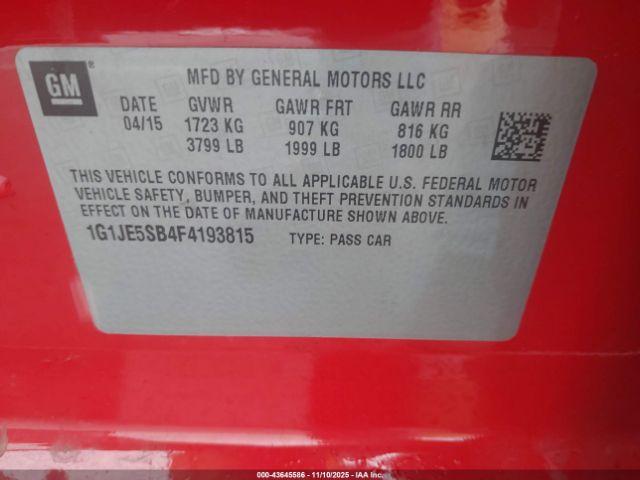 GM ®
MFD BY GENERAL MOTORS LLC
DATE GVWR GAWR FRT GAWR RR
04/15 1723 KG 907 KG 816 KG
3799 LB 1999 LB 1800 LB
THIS VEHICLE CONFORMS TO ALL APPLICABLE U.S. FEDERAL MOTOR
VEHICLE SAFETY, BUMPER, AND THEFT PREVENTION STANDARDS IN
EFFECT ON THE DATE OF MANUFACTURE SHOWN ABOVE.
1G1JE5SB4F4193815 TYPE: PASS CAR
000-43645586 - 11/10/2025 - IAA Inc.